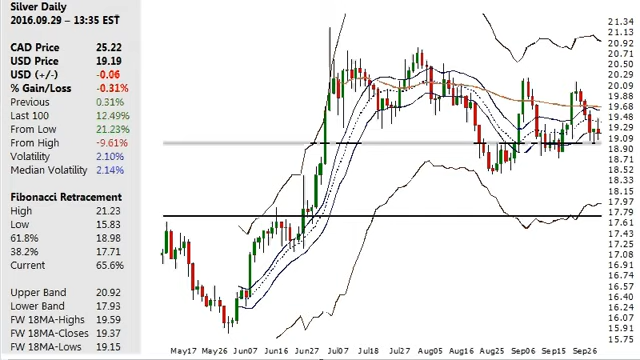 Silver Daily
2016.09.29 – 13:35 EST
CAD Price 25.22
USD Price 19.19
USD (+/-) -0.06
% Gain/Loss -0.31%
Previous 0.31%
Last 100 12.49%
From Low 21.23%
From High -9.61%
Volatility 2.10%
Median Volatility 2.14%
Fibonacci Retracement
High 21.23
Low 15.83
61.8% 18.98
38.2% 17.71
Current 65.6%
Upper Band 20.92
Lower Band 17.93
FW 18MA-Highs 19.59
FW 18MA-Closes 19.37
FW 18MA-Lows 19.15
21.34
21.13
20.92
20.71
20.50
20.29
20.09
19.88
19.68
19.48
19.29
19.09
18.90
18.71
18.52
18.33
18.15
17.97
17.79
17.61
17.43
17.25
17.08
16.91
16.74
16.57
16.40
16.24
16.07
15.91
15.75
May17 May26 Jun07 Jun16 Jun27 Jul07 Jul18 Jul27 Aug05 Aug16 Aug25 Sep06 Sep15 Sep26